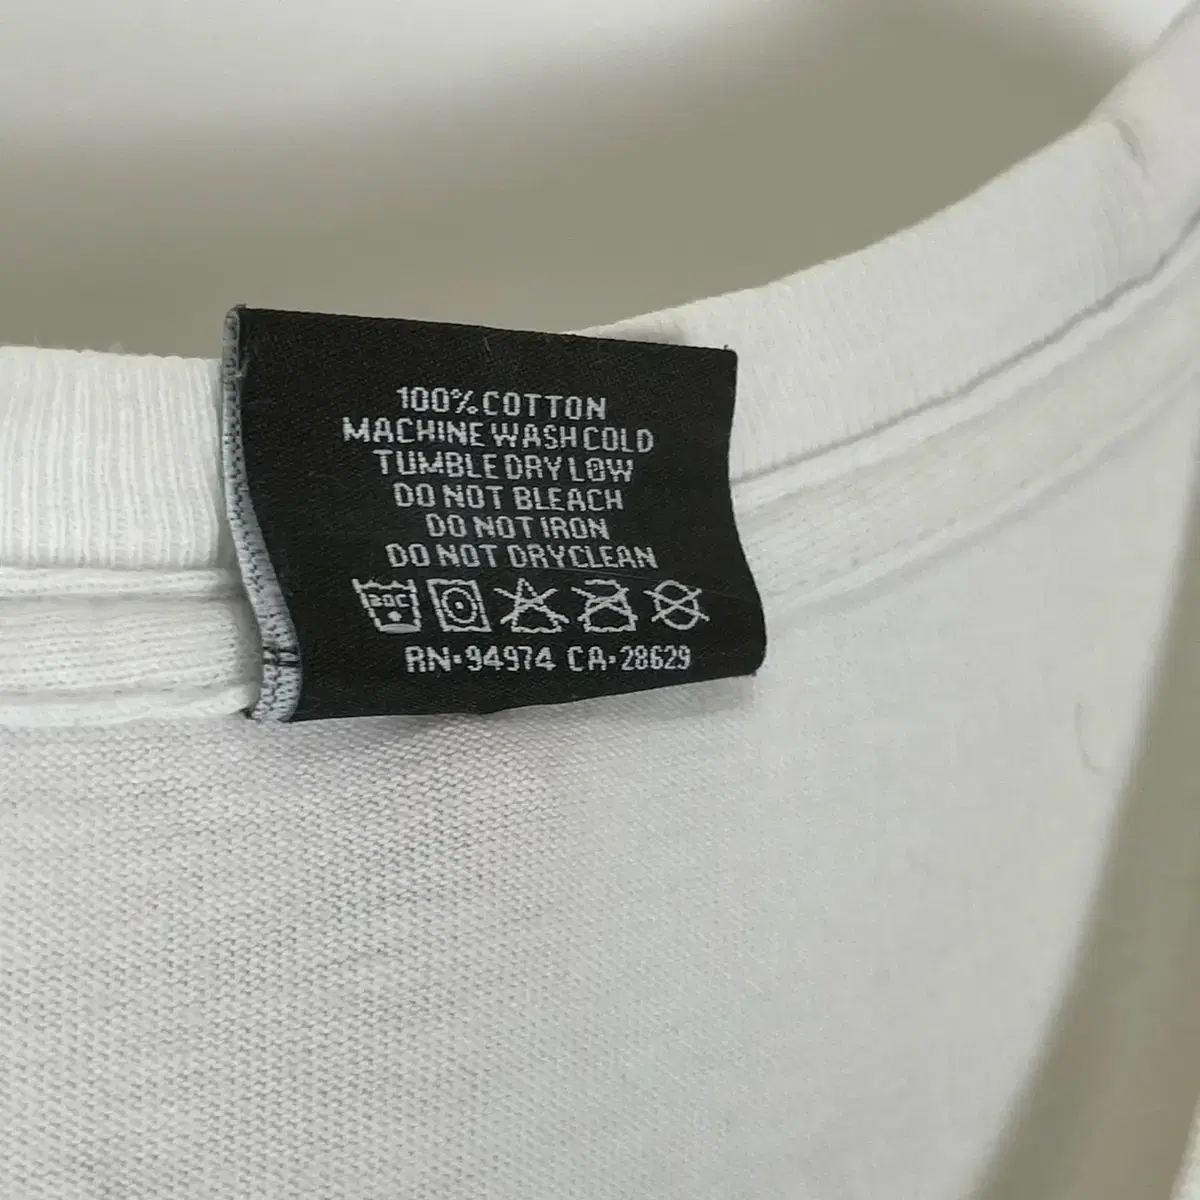 100% COTTON
MACHINE WASH COLD
TUMBLE DRY LOW
DO NOT BLEACH
DO NOT IRON
DO NOT DRYCLEAN
30C
RN•94974 CA•28629